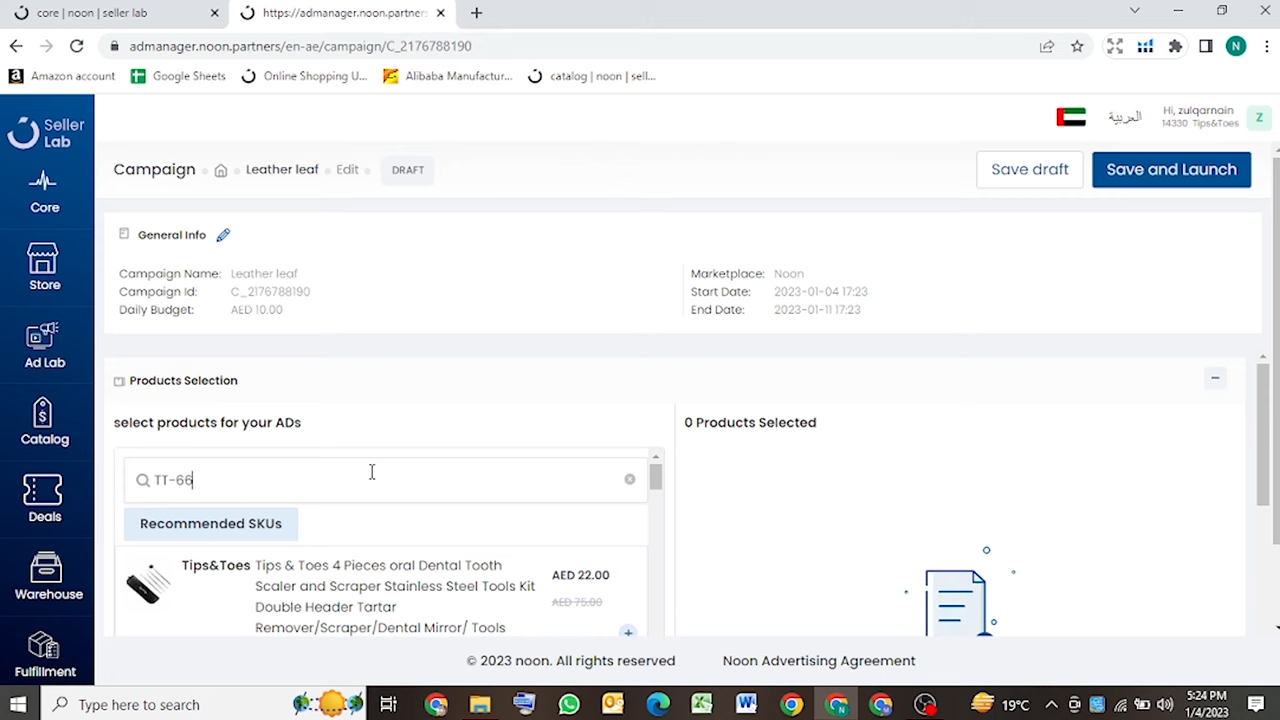 core | noon | seller lab
https://admanager.noon.partners
admanager.noon.partners/en-ae/campaign/C_2176788190
N
Amazon account
Google Sheets
Online Shopping U...
Alibaba Manufactur...
catalog | noon | sell...
Seller Lab
العربية
Hi, zulqarnain
14330 Tips&Toes
Z
Core
Store
Ad Lab
Catalog
Deals
Warehouse
Fulfillment
Campaign
Leather leaf
Edit
DRAFT
Save draft
Save and Launch
General Info
Campaign Name: Leather leaf
Campaign Id: C_2176788190
Daily Budget: AED 10.00
Marketplace: Noon
Start Date: 2023-01-04 17:23
End Date: 2023-01-11 17:23
Products Selection
select products for your ADs
0 Products Selected
TT-66
Recommended SKUs
Tips&Toes
Tips & Toes 4 Pieces oral Dental Tooth
Scaler and Scraper Stainless Steel Tools Kit
Double Header Tartar
Remover/Scraper/Dental Mirror/ Tools
AED 22.00
AED 75.00
© 2023 noon. All rights reserved
Noon Advertising Agreement
Type here to search
19°C
5:24 PM
1/4/2023